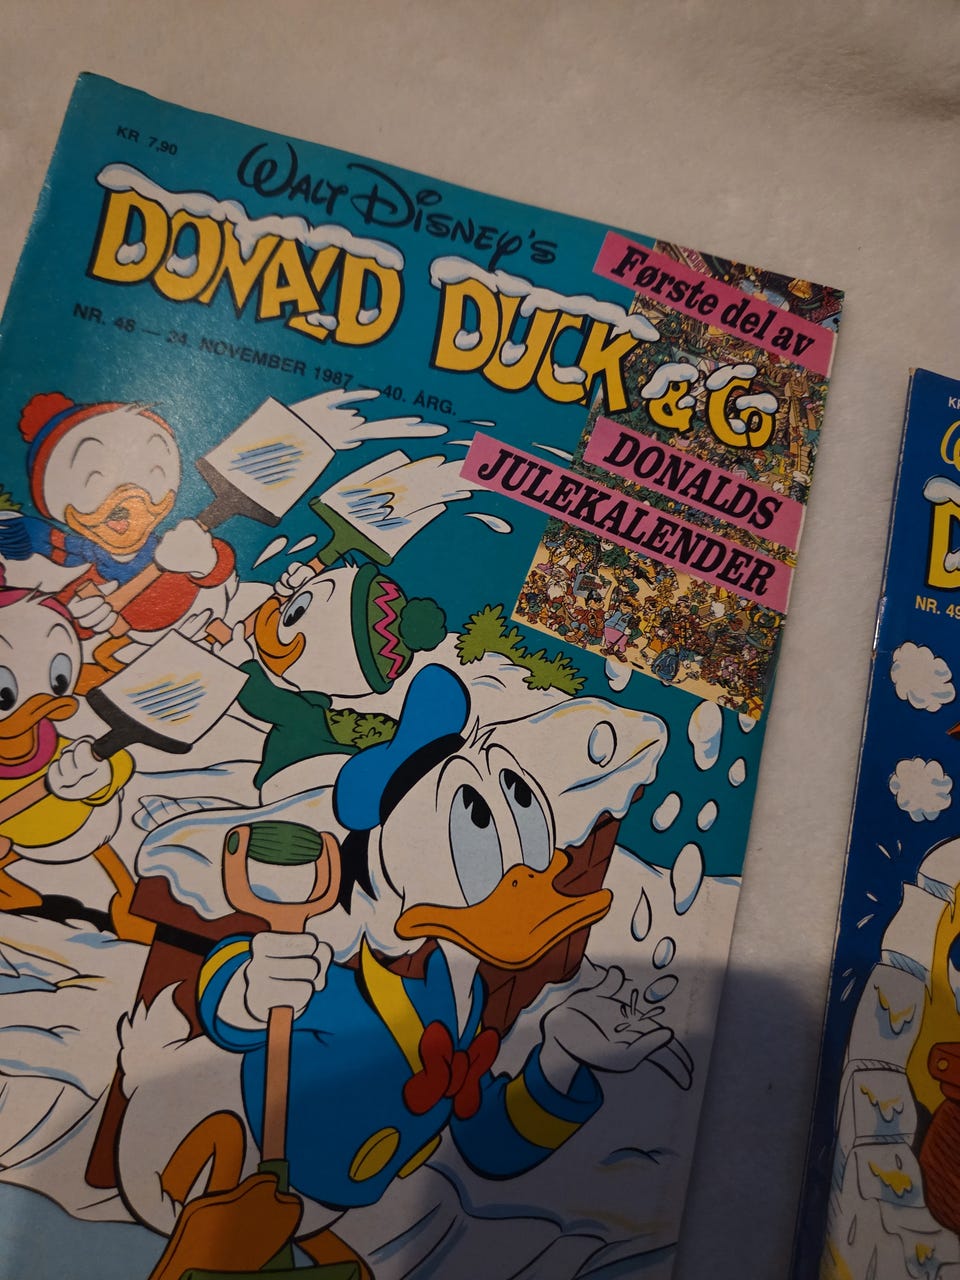 KR 7,90
WALT DISNEY'S
DONALD DUCK & Co
NR. 48 — 24. NOVEMBER 1987 — 40. ÅRG.
Første del av
DONALDS
JULEKALENDER
NR. 49